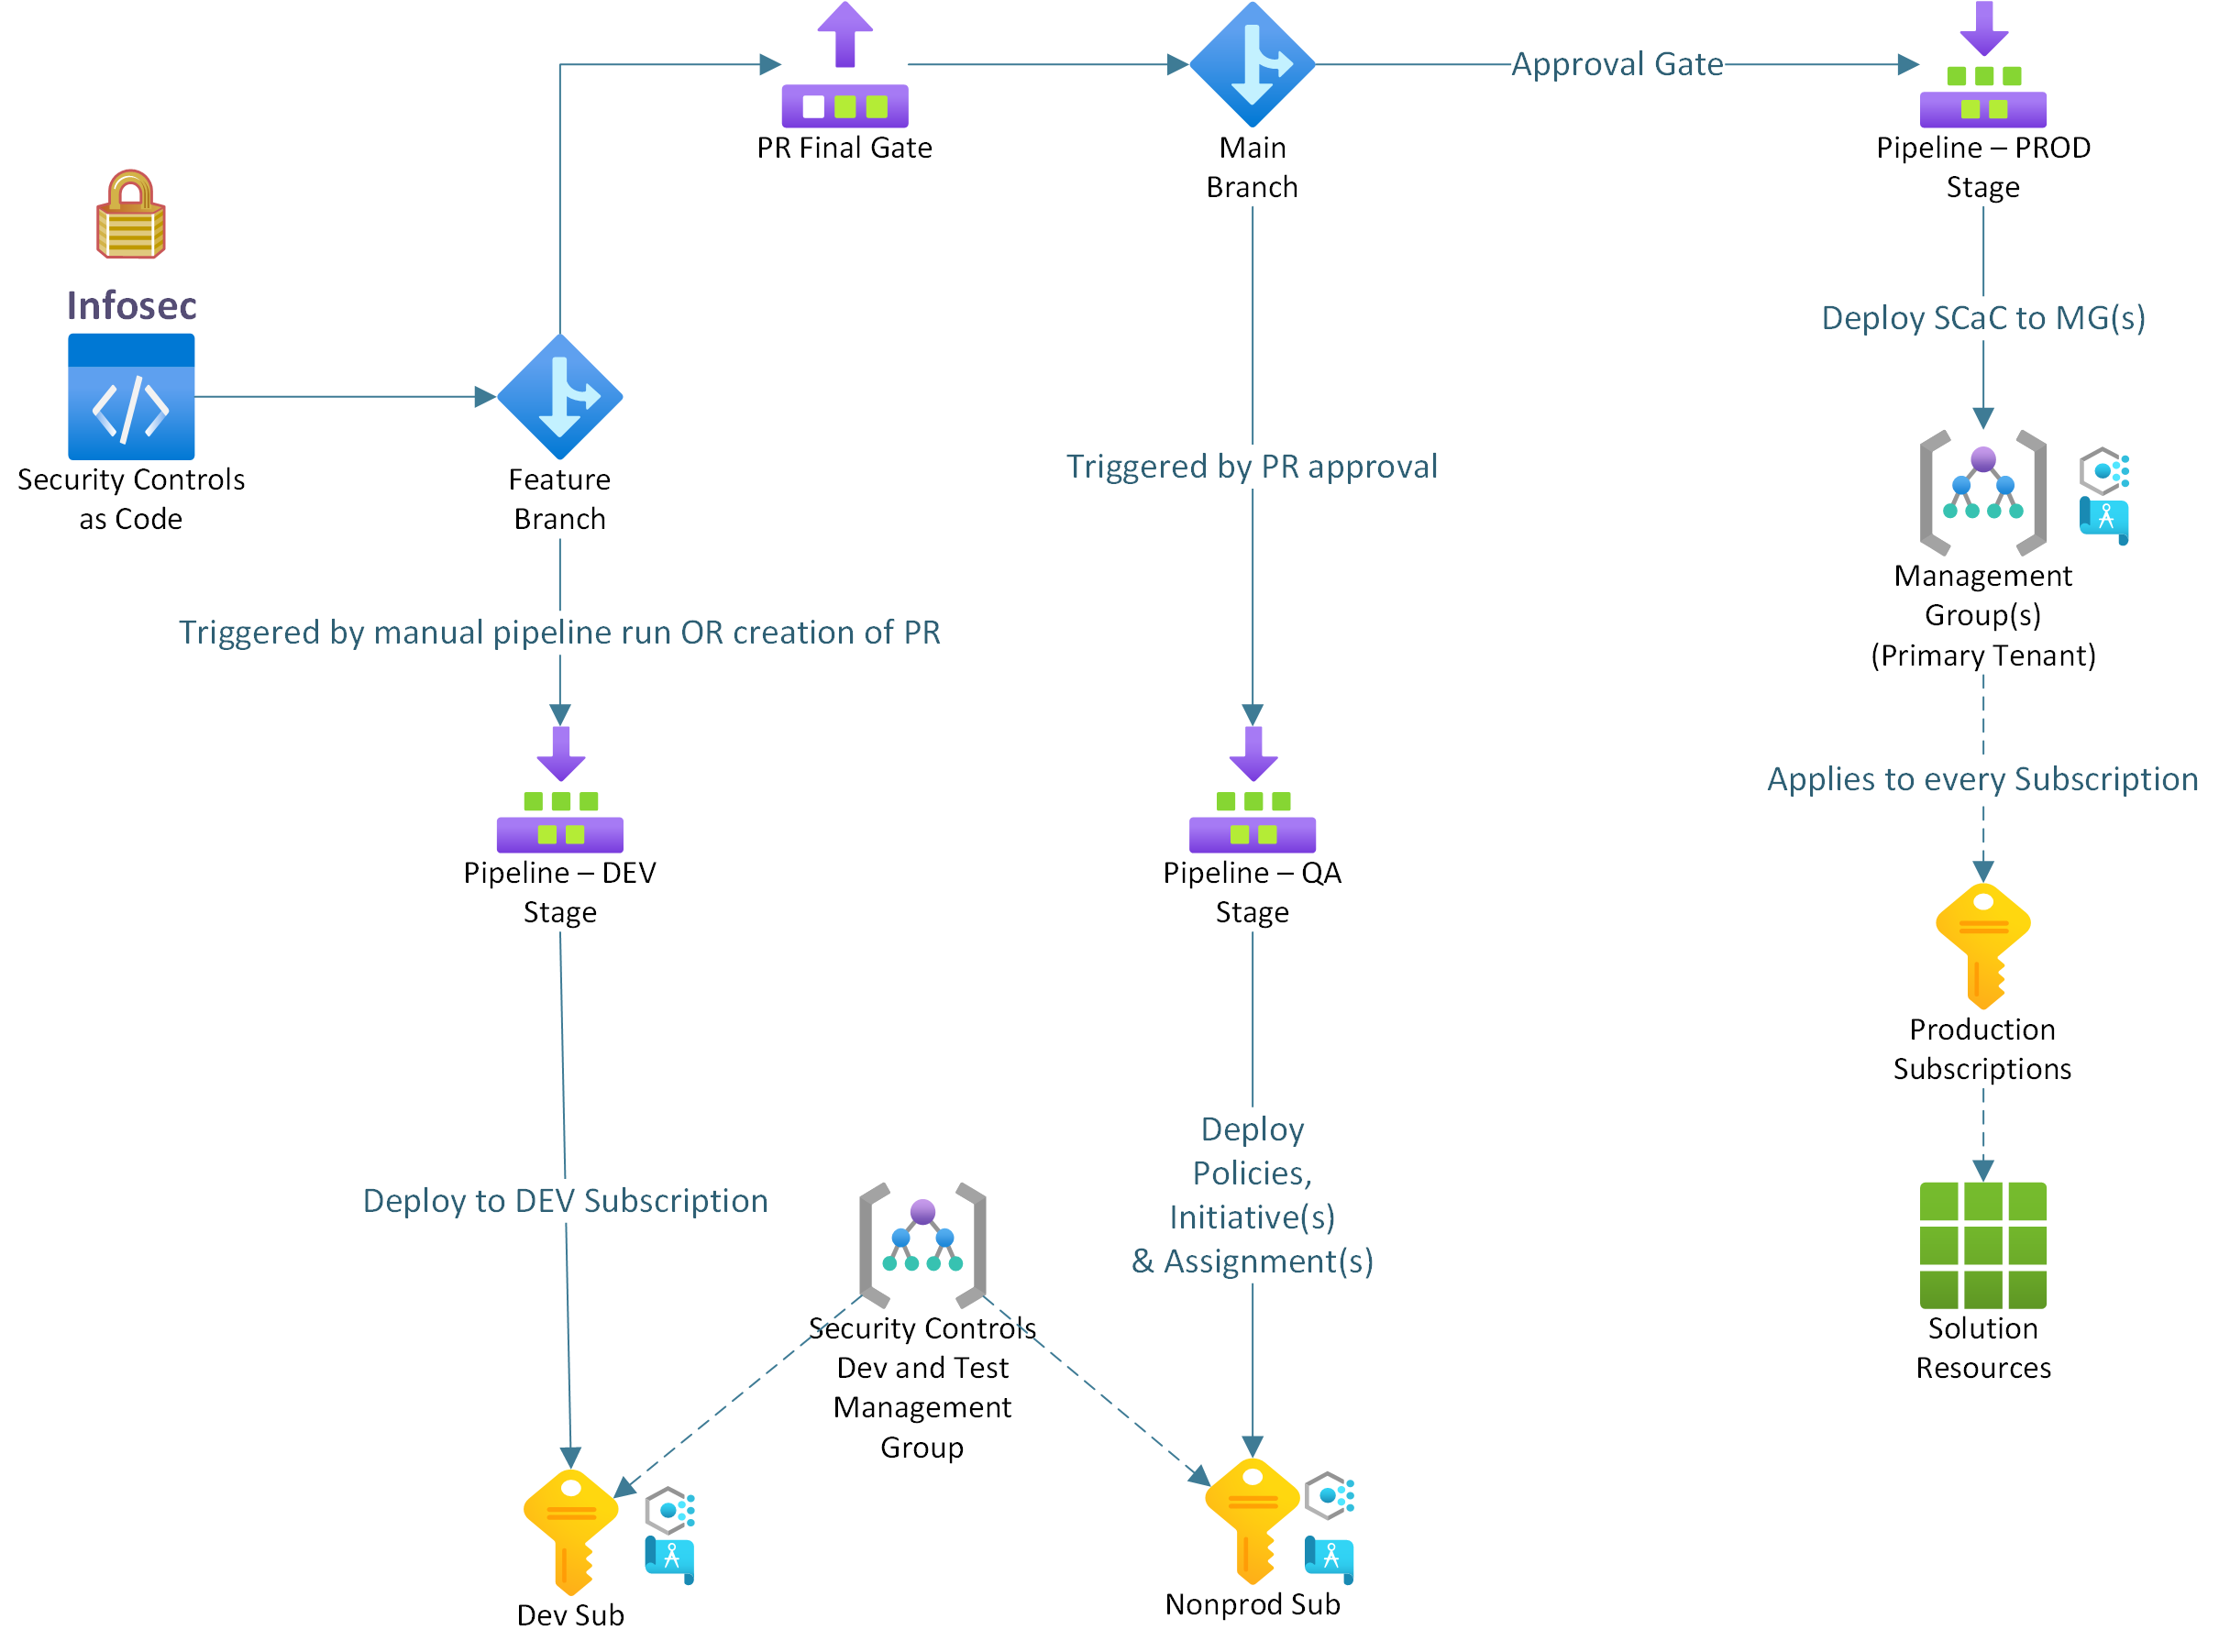 PR Final Gate
Main
Branch
Approval Gate
Pipeline – PROD
Stage
Infosec
Security Controls
as Code
Feature
Branch
Deploy SCaC to MG(s)
Triggered by PR approval
Management
Group(s)
(Primary Tenant)
Triggered by manual pipeline run OR creation of PR
Applies to every Subscription
Pipeline – DEV
Stage
Pipeline – QA
Stage
Production
Subscriptions
Deploy to DEV Subscription
Deploy
Policies,
Initiative(s)
& Assignment(s)
Security Controls
Dev and Test
Management
Group
Solution
Resources
Dev Sub
Nonprod Sub